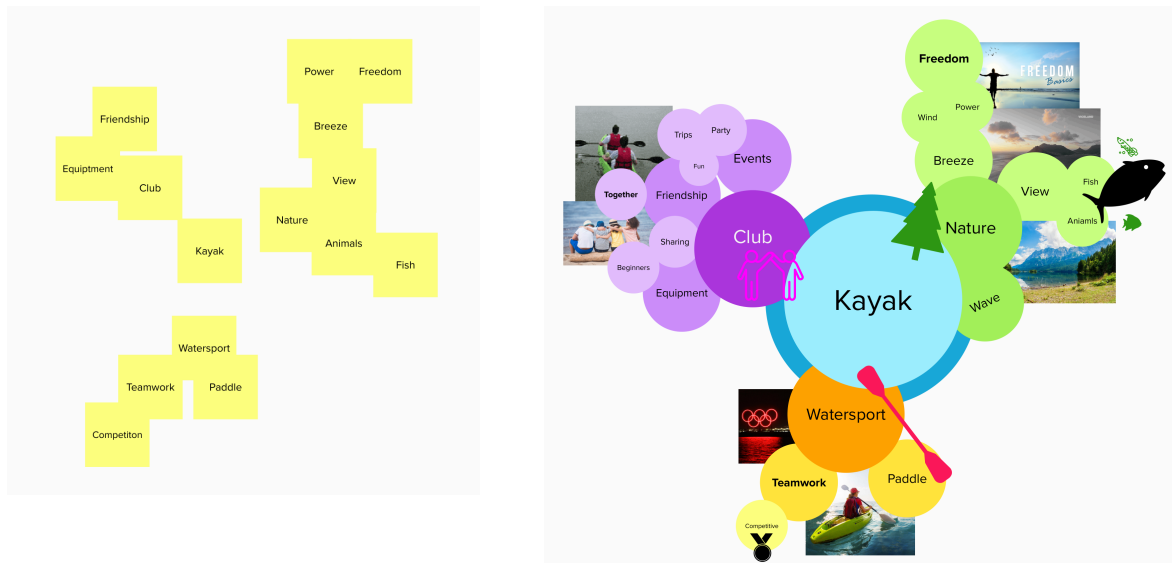 Power
Freedom
Friendship
Breeze
Equiptment
View
Club
Nature
Animals
Kayak
Fish
Watersport
Teamwork
Paddle
Competiton
Freedom
FREEDOM
Basics
Power
Wind
Party
Trips
Events
Breeze
Fun
Fish
View
Together
Friendship
Aniamls
Nature
Club
Sharing
Beginners
Equipment
Kayak
Wave
Watersport
Paddle
Teamwork
Competitive